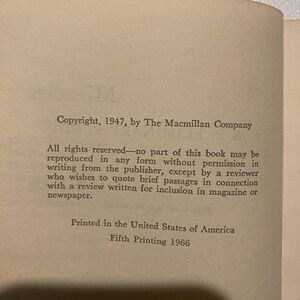 Copyright, 1947, by The Macmillan Company
All rights reserved—no part of this book may be
reproduced in any form without permission in
writing from the publisher, except by a reviewer
who wishes to quote brief passages in connection
with a review written for inclusion in magazine or
newspaper.
Printed in the United States of America
Fifth Printing 1966